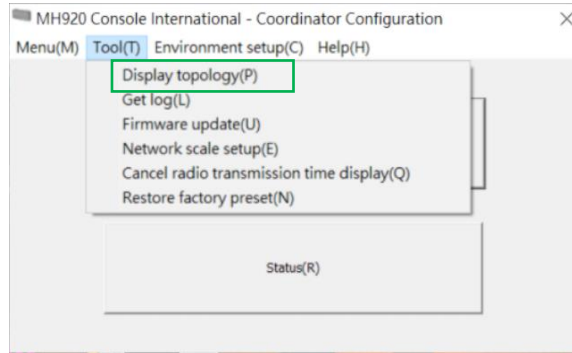 MH920 Console International - Coordinator Configuration
Menu(M) Tool(T) Environment setup(C) Help(H)
Display topology(P)
Get log(L)
Firmware update(U)
Network scale setup(E)
Cancel radio transmission time display(Q)
Restore factory preset(N)
Status(R)